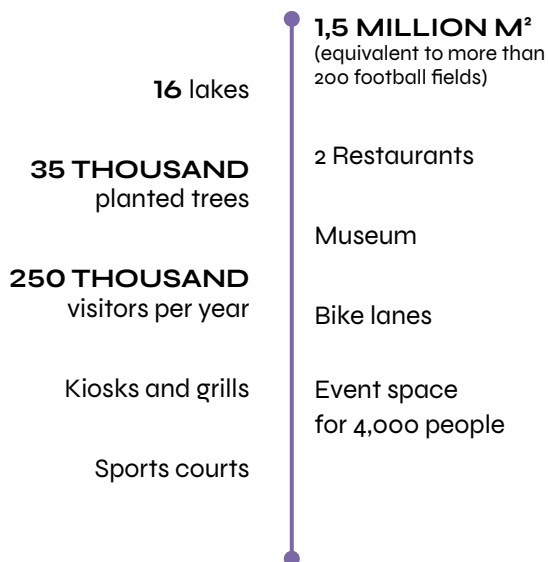 16 lakes
35 THOUSAND
planted trees
250 THOUSAND
visitors per year
Kiosks and grills
Sports courts
1,5 MILLION M²
(equivalent to more than
200 football fields)
2 Restaurants
Museum
Bike lanes
Event space
for 4,000 people